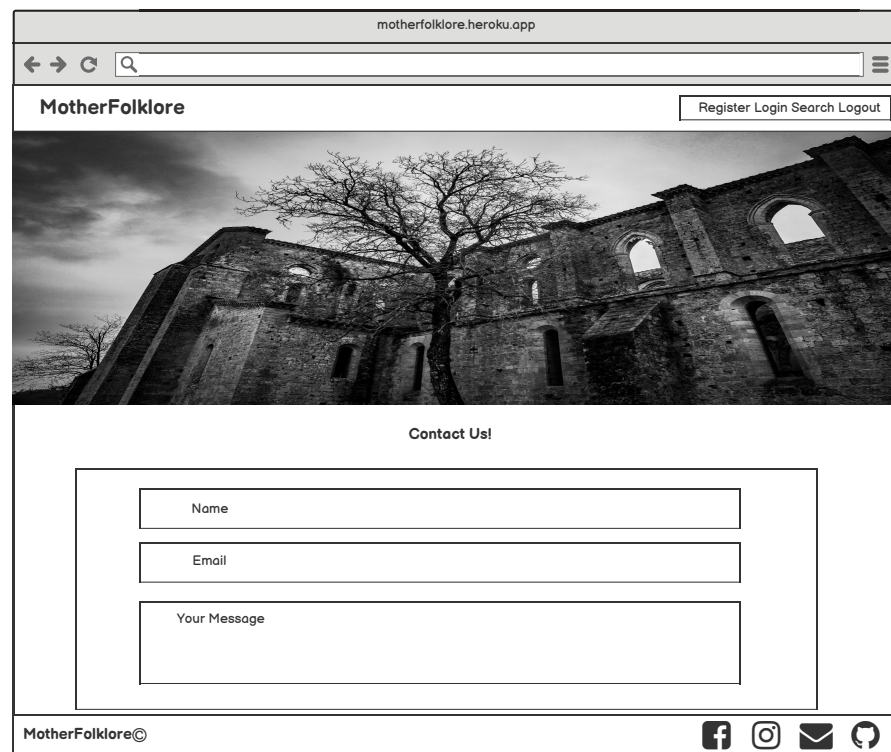 motherfolklore.heroku.app
MotherFolklore
Register Login Search Logout
Contact Us!
Name
Email
Your Message
MotherFolklore©